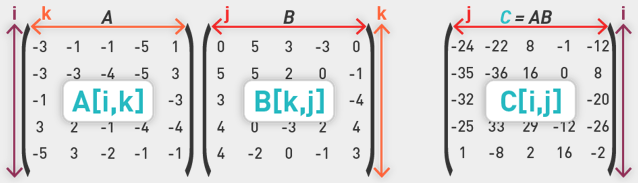 i k A j B k j C = AB i
-3 -1 -1 -5 1 0 5 3 -3 0 -24 -22 8 -1 -12
-3 -3 -4 -5 3 5 5 2 0 -1 -35 -36 16 0 8
-1 A[i,k] -3 3 B[k,j] -4 -32 C[i,j] -20
3 2 -1 -4 -4 4 0 -3 2 4 -25 33 29 -12 -26
-5 3 -2 -1 -1 4 -2 0 -1 3 1 -8 2 16 -2